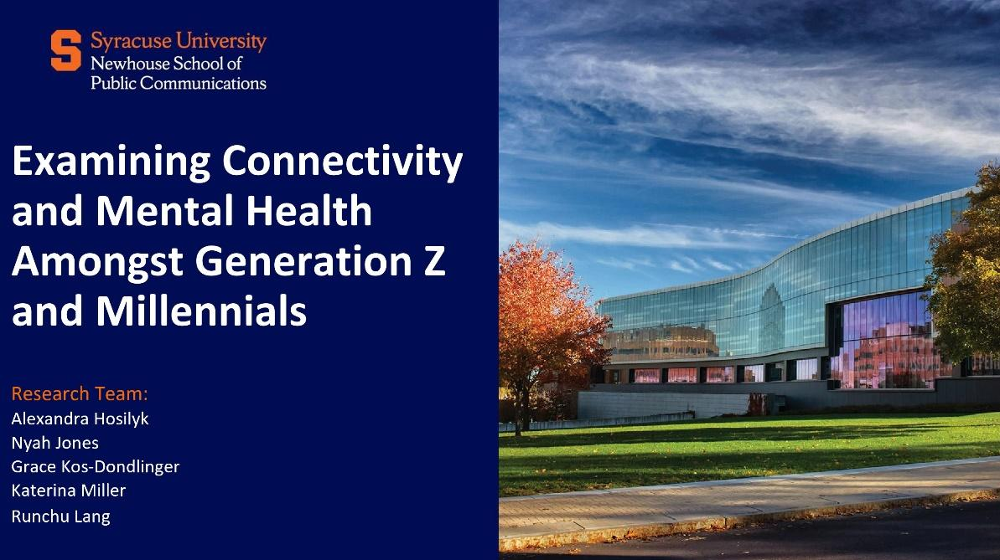 Syracuse University
Newhouse School of
Public Communications
Examining Connectivity
and Mental Health
Amongst Generation Z
and Millennials
Research Team:
Alexandra Hosilyk
Nyah Jones
Grace Kos-Dondlinger
Katerina Miller
Runchu Lang